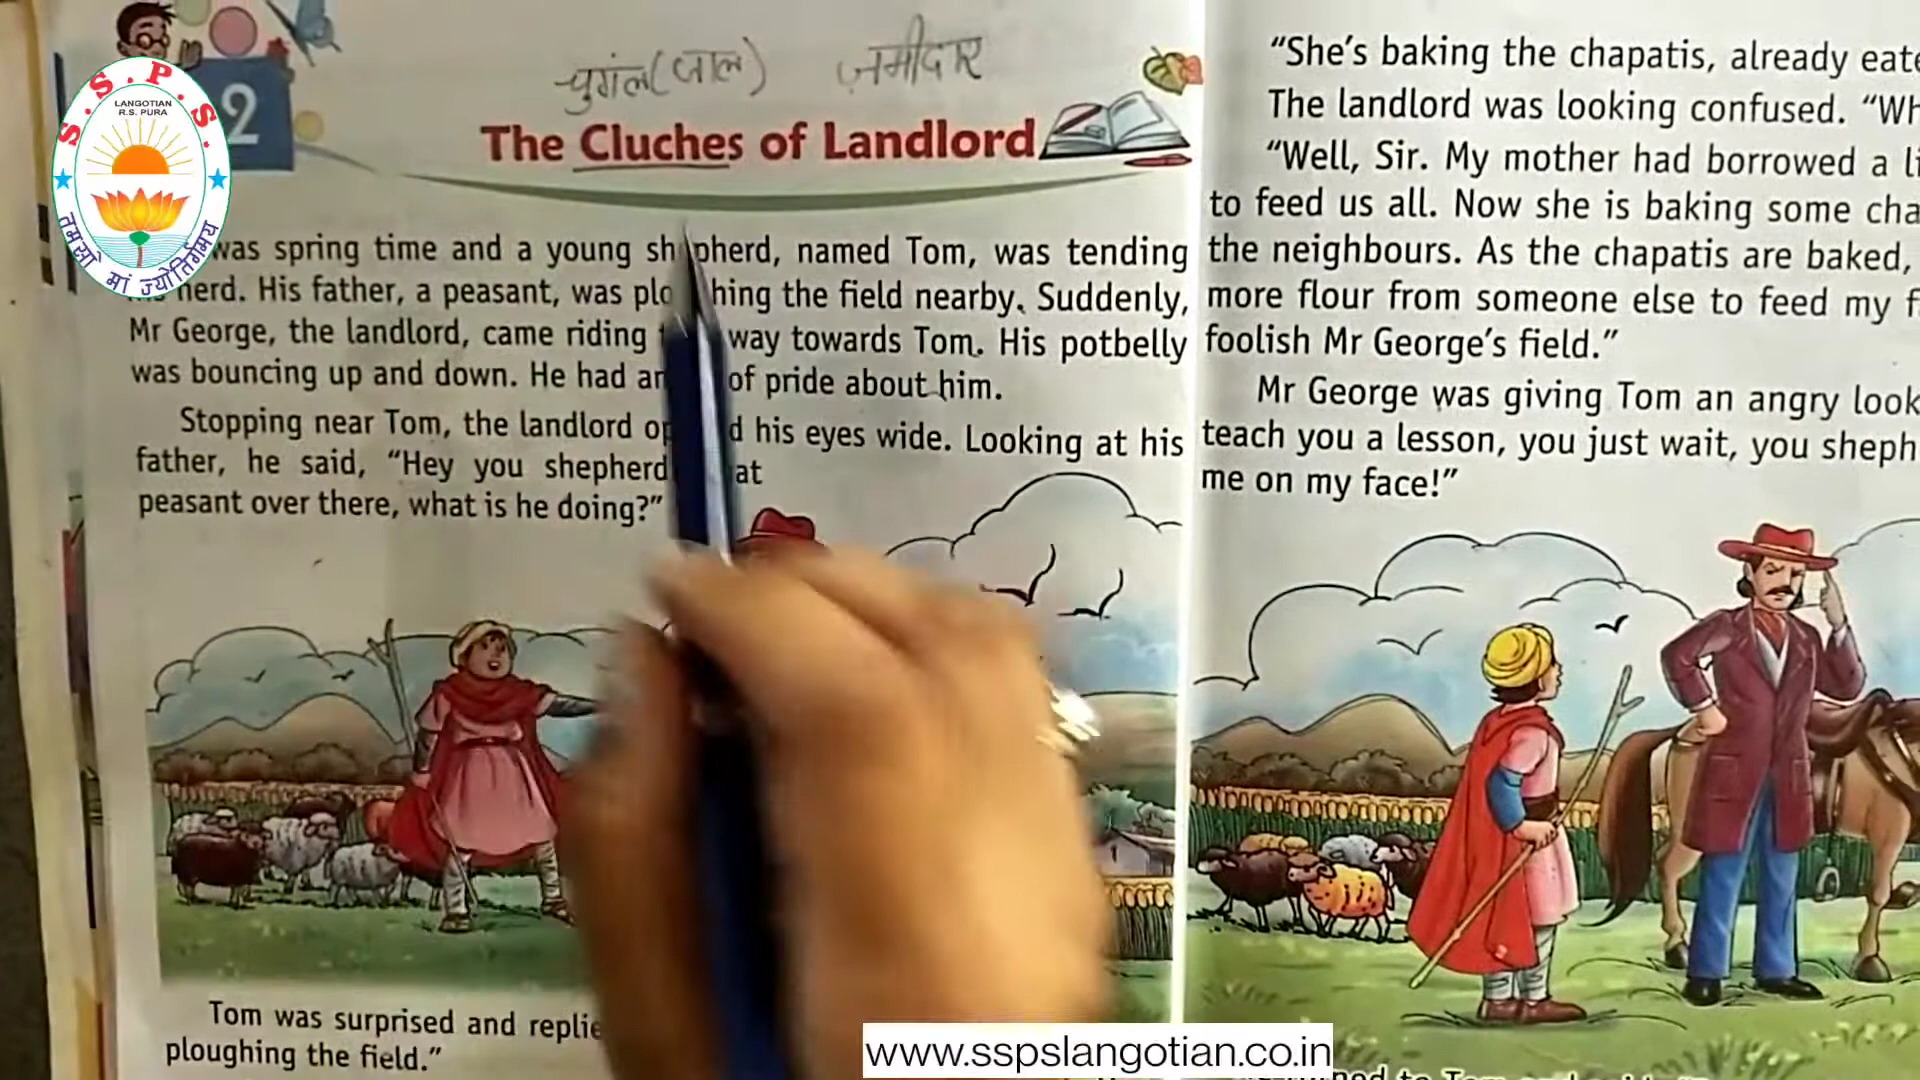 S.S.P.S.
LANGOTIAN
R.S. PURA
तमसो मां ज्योतिर्गमय
2
चुगंल (जाल) ज़मीदार
The Cluches of Landlord
was spring time and a young shepherd, named Tom, was tending
herd. His father, a peasant, was ploughing the field nearby. Suddenly,
Mr George, the landlord, came riding way towards Tom. His potbelly
was bouncing up and down. He had an of pride about him.
Stopping near Tom, the landlord opened his eyes wide. Looking at his
father, he said, “Hey you shepherd at
peasant over there, what is he doing?”
Tom was surprised and replie
ploughing the field.”
“She’s baking the chapatis, already eate
The landlord was looking confused. “Wh
“Well, Sir. My mother had borrowed a li
to feed us all. Now she is baking some cha
the neighbours. As the chapatis are baked,
more flour from someone else to feed my f
foolish Mr George’s field.”
Mr George was giving Tom an angry look
teach you a lesson, you just wait, you sheph
me on my face!”
www.sspslangotian.co.in